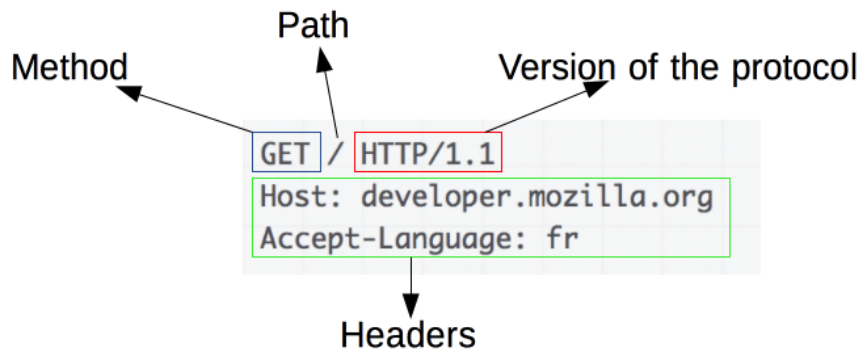 Path
Method
Version of the protocol
GET / HTTP/1.1
Host: developer.mozilla.org
Accept-Language: fr
Headers